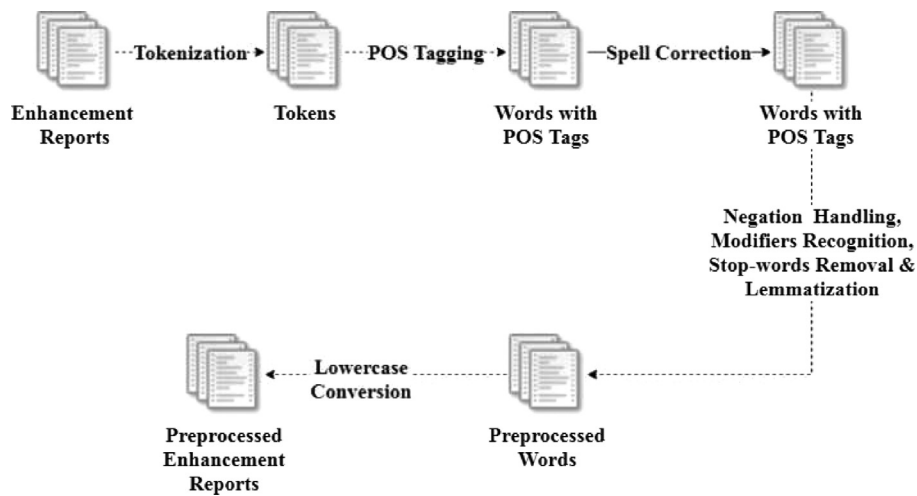 Tokenization
POS Tagging
Spell Correction
Enhancement
Reports
Tokens
Words with
POS Tags
Words with
POS Tags
Negation Handling,
Modifiers Recognition,
Stop-words Removal &
Lemmatization
Lowercase
Conversion
Preprocessed
Enhancement
Reports
Preprocessed
Words